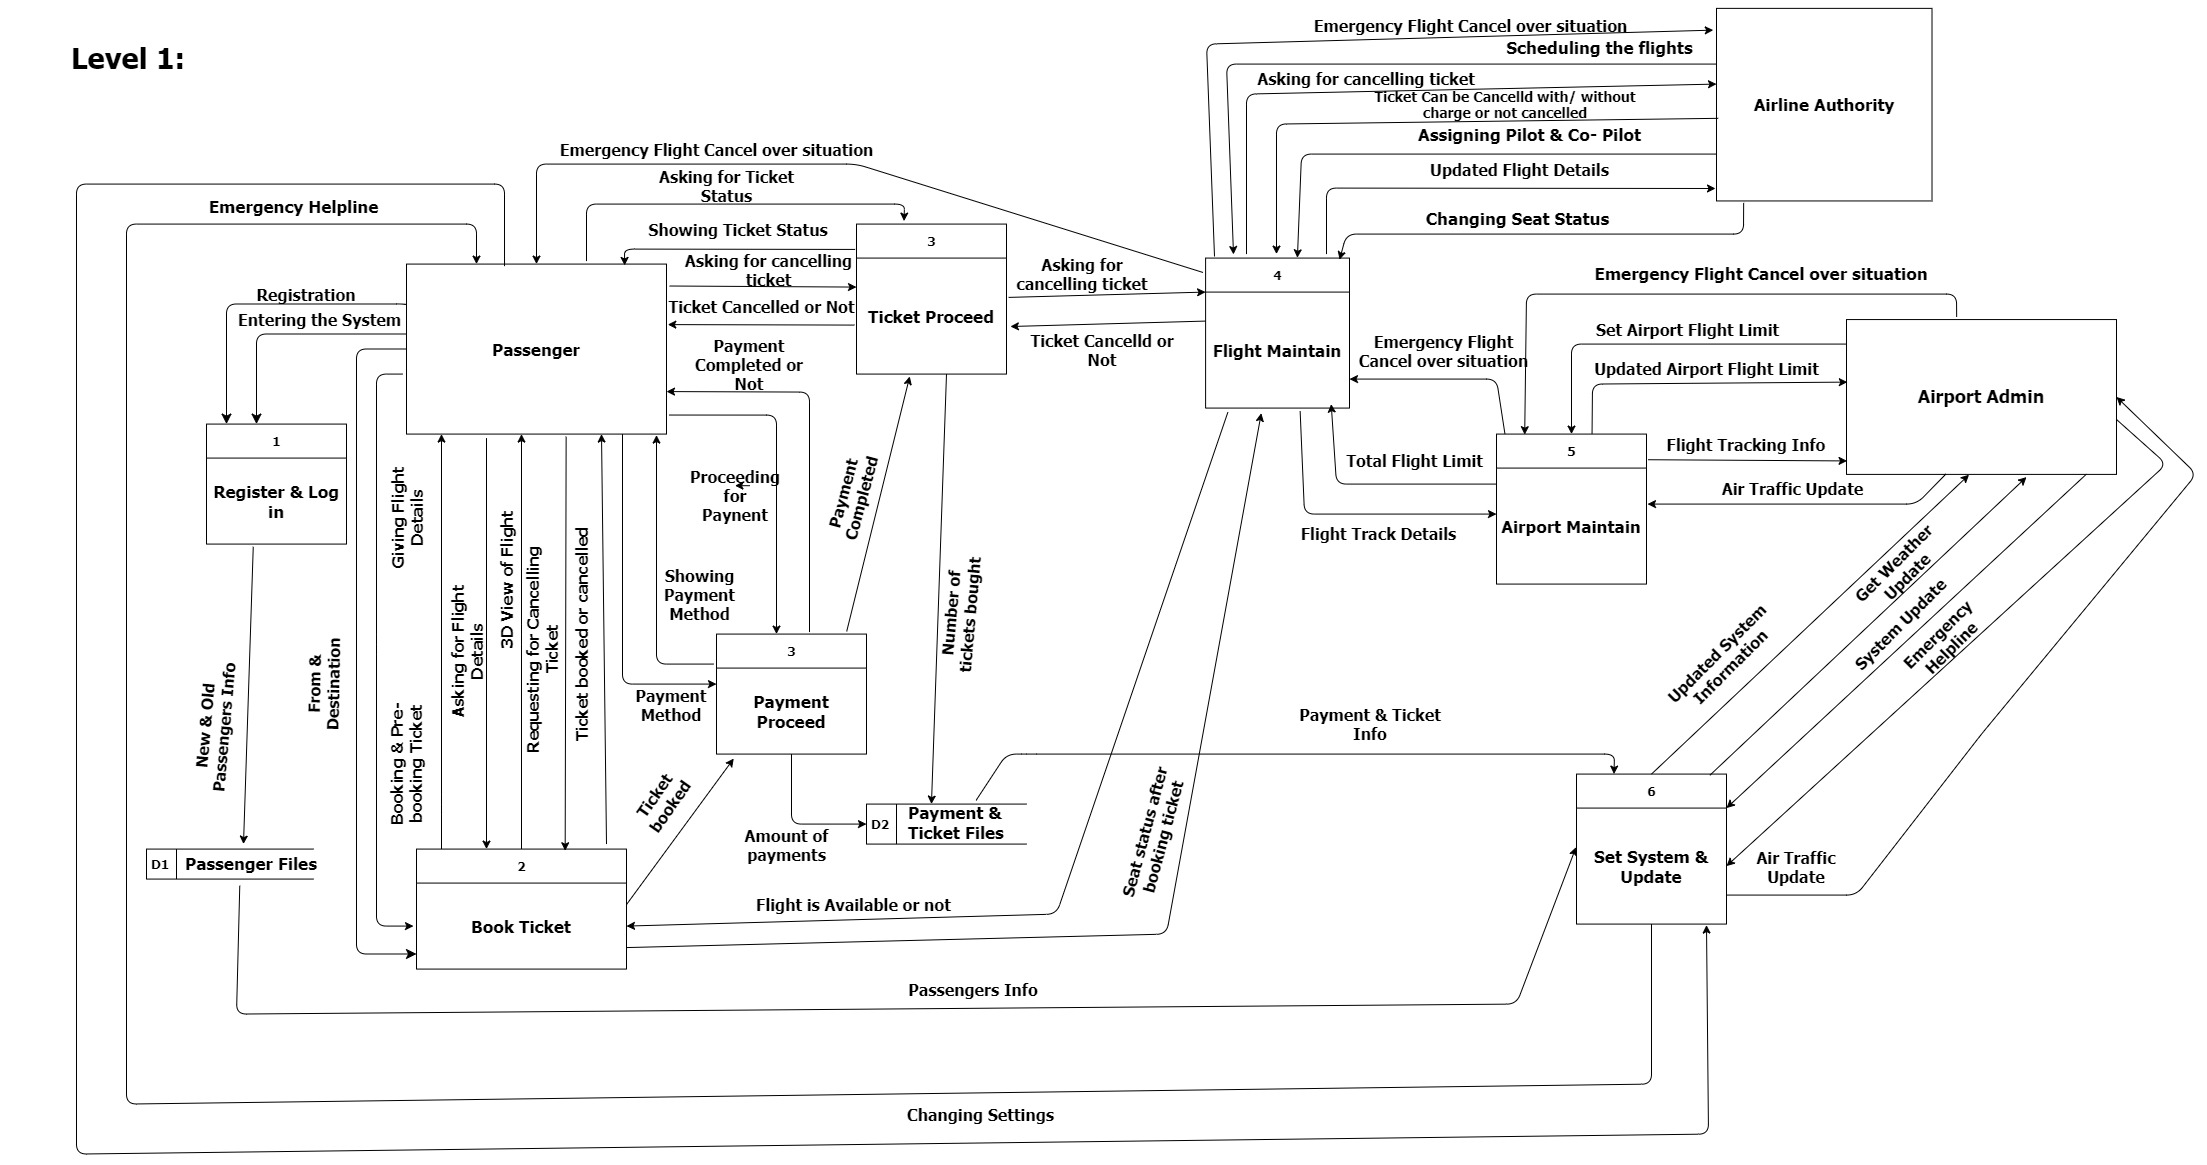 Level 1:
Emergency Flight Cancel over situation
Scheduling the flights
Asking for cancelling ticket
Ticket Can be Cancelld with/ without
charge or not cancelled
Assigning Pilot & Co- Pilot
Updated Flight Details
Changing Seat Status
Airline Authority
Emergency Flight Cancel over situation
Asking for Ticket
Status
Emergency Helpline
Showing Ticket Status
Asking for cancelling
ticket
Ticket Cancelled or Not
3
Ticket Proceed
Asking for
cancelling ticket
Ticket Cancelld or
Not
4
Flight Maintain
Emergency Flight Cancel over situation
Set Airport Flight Limit
Updated Airport Flight Limit
Emergency Flight
Cancel over situation
Airport Admin
Registration
Entering the System
Passenger
Payment
Completed or
Not
1
Register & Log
in
Giving Flight
Details
Proceeding
for
Paynent
Payment
Completed
Total Flight Limit
Flight Tracking Info
5
Airport Maintain
Air Traffic Update
Flight Track Details
Asking for Flight
Details
3D View of Flight
Requesting for Cancelling
Ticket
Ticket booked or cancelled
Showing
Payment
Method
Number of
tickets bought
Get Weather
Update
System Update
Emergency
Helpline
Updated System
Information
New & Old
Passengers Info
From &
Destination
Booking & Pre-
booking Ticket
3
Payment
Proceed
Payment
Method
Ticket
booked
Payment & Ticket
Info
Amount of
payments
D2
Payment &
Ticket Files
Seat status after
booking ticket
6
Set System &
Update
Air Traffic
Update
D1
Passenger Files
2
Book Ticket
Flight is Available or not
Passengers Info
Changing Settings